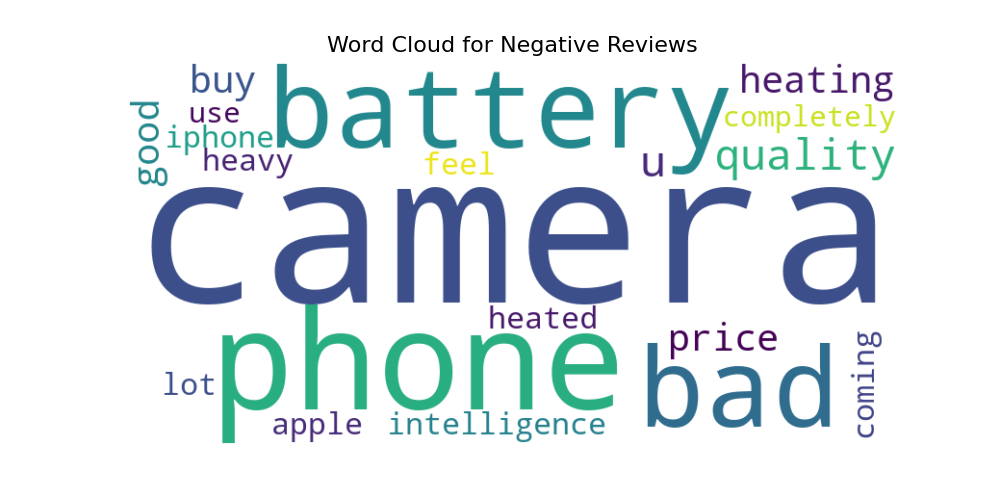 Word Cloud for Negative Reviews
buy
battery
heating
good
use
completely
iphone
heavy
feel
u
quality
camera
heated
phone
price
bad
coming
lot
apple
intelligence